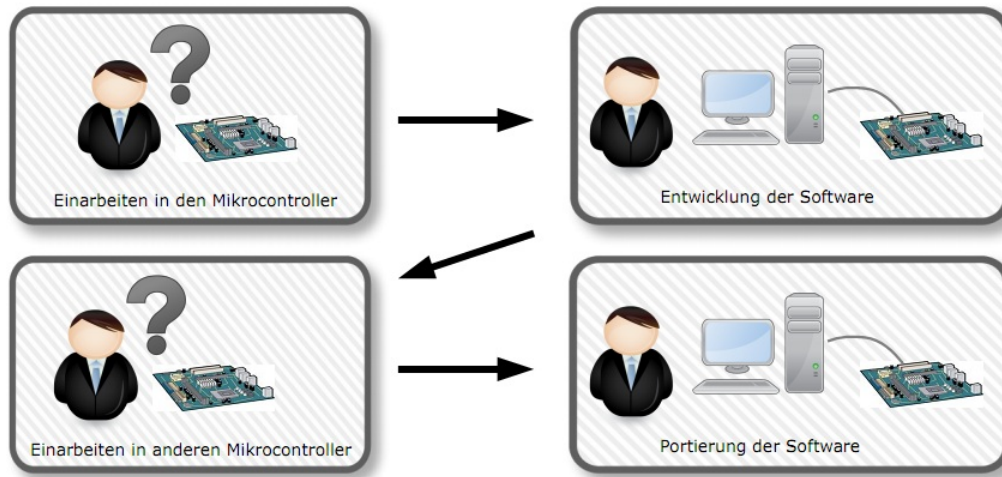 Einarbeiten in den Mikrocontroller
Entwicklung der Software
Einarbeiten in anderen Mikrocontroller
Portierung der Software